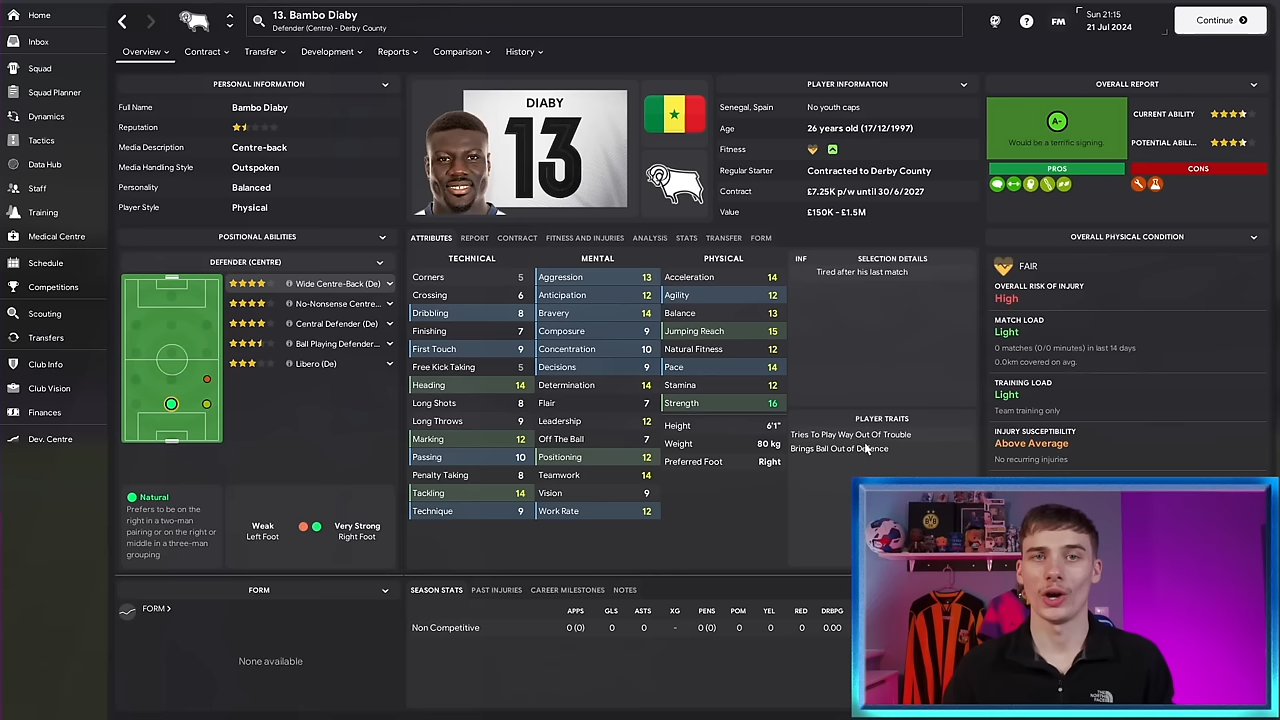 Home
Inbox
Squad
Squad Planner
Dynamics
Tactics
Data Hub
Staff
Training
Medical Centre
Schedule
Competitions
Scouting
Transfers
Club Info
Club Vision
Finances
Dev. Centre
13. Bambo Diaby
Defender (Centre) - Derby County
FM
Sun 21:15
21 Jul 2024
Continue
Overview
Contract
Transfer
Development
Reports
Comparison
History
PERSONAL INFORMATION
Full Name Bambo Diaby
Reputation
Media Description Centre-back
Media Handling Style Outspoken
Personality Balanced
Player Style Physical
DIABY
13
PLAYER INFORMATION
Senegal, Spain No youth caps
Age 26 years old (17/12/1997)
Fitness
Regular Starter Contracted to Derby County
Contract £7.25K p/w until 30/6/2027
Value £150K - £1.5M
OVERALL REPORT
A-
Would be a terrific signing.
CURRENT ABILITY
POTENTIAL ABILI...
PROS
CONS
POSITIONAL ABILITIES
DEFENDER (CENTRE)
Wide Centre-Back (De)
No-Nonsense Centre...
Central Defender (De)
Ball Playing Defender...
Libero (De)
Natural
Prefers to be on the
right in a two-man
pairing or on the right or
middle in a three-man
grouping
Weak
Left Foot
Very Strong
Right Foot
ATTRIBUTES REPORT CONTRACT FITNESS AND INJURIES ANALYSIS STATS TRANSFER FORM
TECHNICAL
Corners 5
Crossing 6
Dribbling 8
Finishing 7
First Touch 9
Free Kick Taking 5
Heading 14
Long Shots 8
Long Throws 9
Marking 12
Passing 10
Penalty Taking 8
Tackling 14
Technique 9
MENTAL
Aggression 13
Anticipation 12
Bravery 14
Composure 9
Concentration 10
Decisions 9
Determination 14
Flair 7
Leadership 12
Off The Ball 7
Positioning 12
Teamwork 14
Vision 9
Work Rate 12
PHYSICAL
Acceleration 14
Agility 12
Balance 13
Jumping Reach 15
Natural Fitness 12
Pace 14
Stamina 12
Strength 16
Height 6'1"
Weight 80 kg
Preferred Foot Right
INF SELECTION DETAILS
Tired after his last match
PLAYER TRAITS
Tries To Play Way Out Of Trouble
Brings Ball Out of Defence
OVERALL PHYSICAL CONDITION
FAIR
OVERALL RISK OF INJURY
High
MATCH LOAD
Light
0 matches (0/0 minutes) in last 14 days
0.0km covered on avg.
TRAINING LOAD
Light
Team training only
INJURY SUSCEPTIBILITY
Above Average
No recurring injuries
FORM
FORM
None available
SEASON STATS PAST INJURIES CAREER MILESTONES NOTES
APPS GLS ASTS XG PENS POM YEL RED DRBPG
Non Competitive 0 (0) 0 0 - 0 (0) 0 0 0 0.00
BVB
09
THE
NORTH
FACE